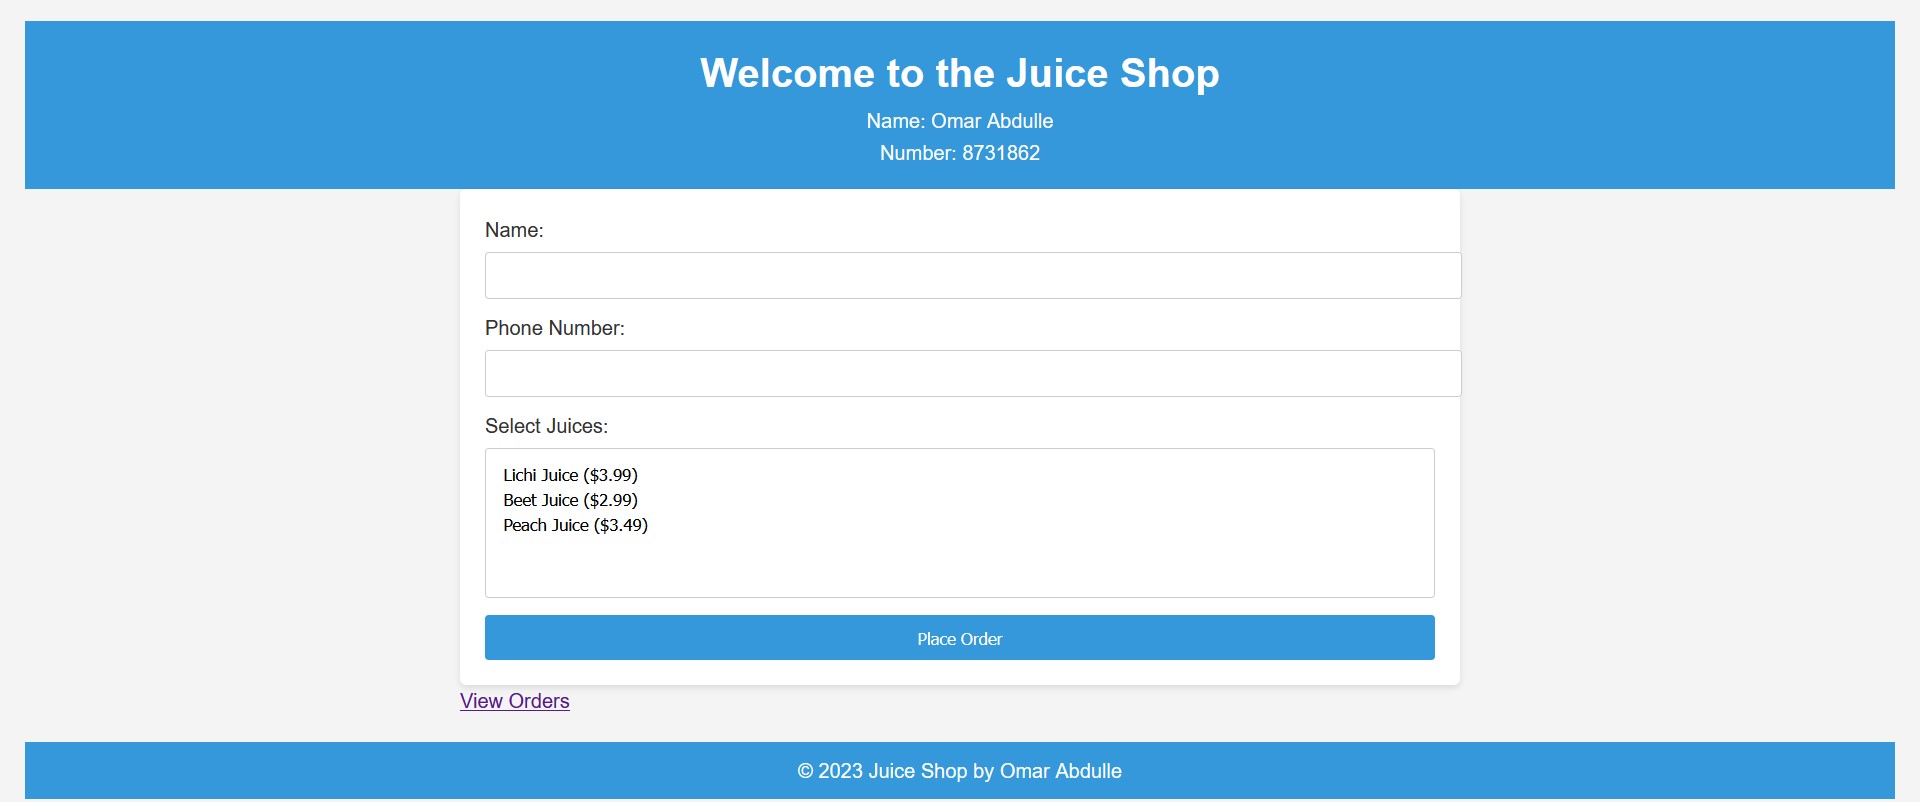 Welcome to the Juice Shop
Name: Omar Abdulle
Number: 8731862
Name:
Phone Number:
Select Juices:
Lichi Juice ($3.99)
Beet Juice ($2.99)
Peach Juice ($3.49)
Place Order
View Orders
© 2023 Juice Shop by Omar Abdulle